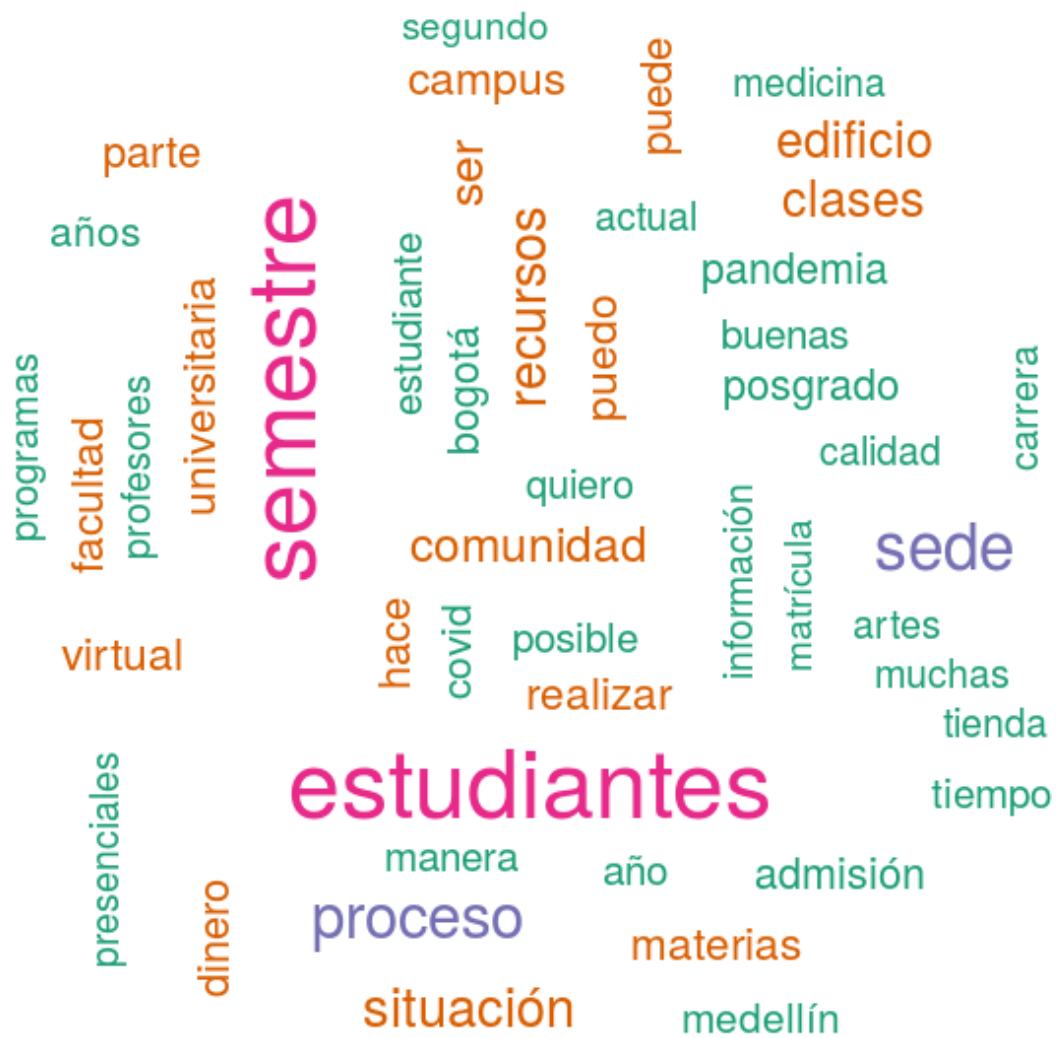 segundo
campus
puede
medicina
edificio
parte
ser
clases
semestre
recursos
actual
años
estudiante
pandemia
universitaria
puedo
bogotá
buenas
programas
carrera
posgrado
profesores
facultad
calidad
quiero
información
comunidad
matrícula
sede
hace
covid
posible
artes
virtual
muchas
realizar
tienda
estudiantes
presenciales
tiempo
manera
año
admisión
dinero
proceso
materias
situación
medellín